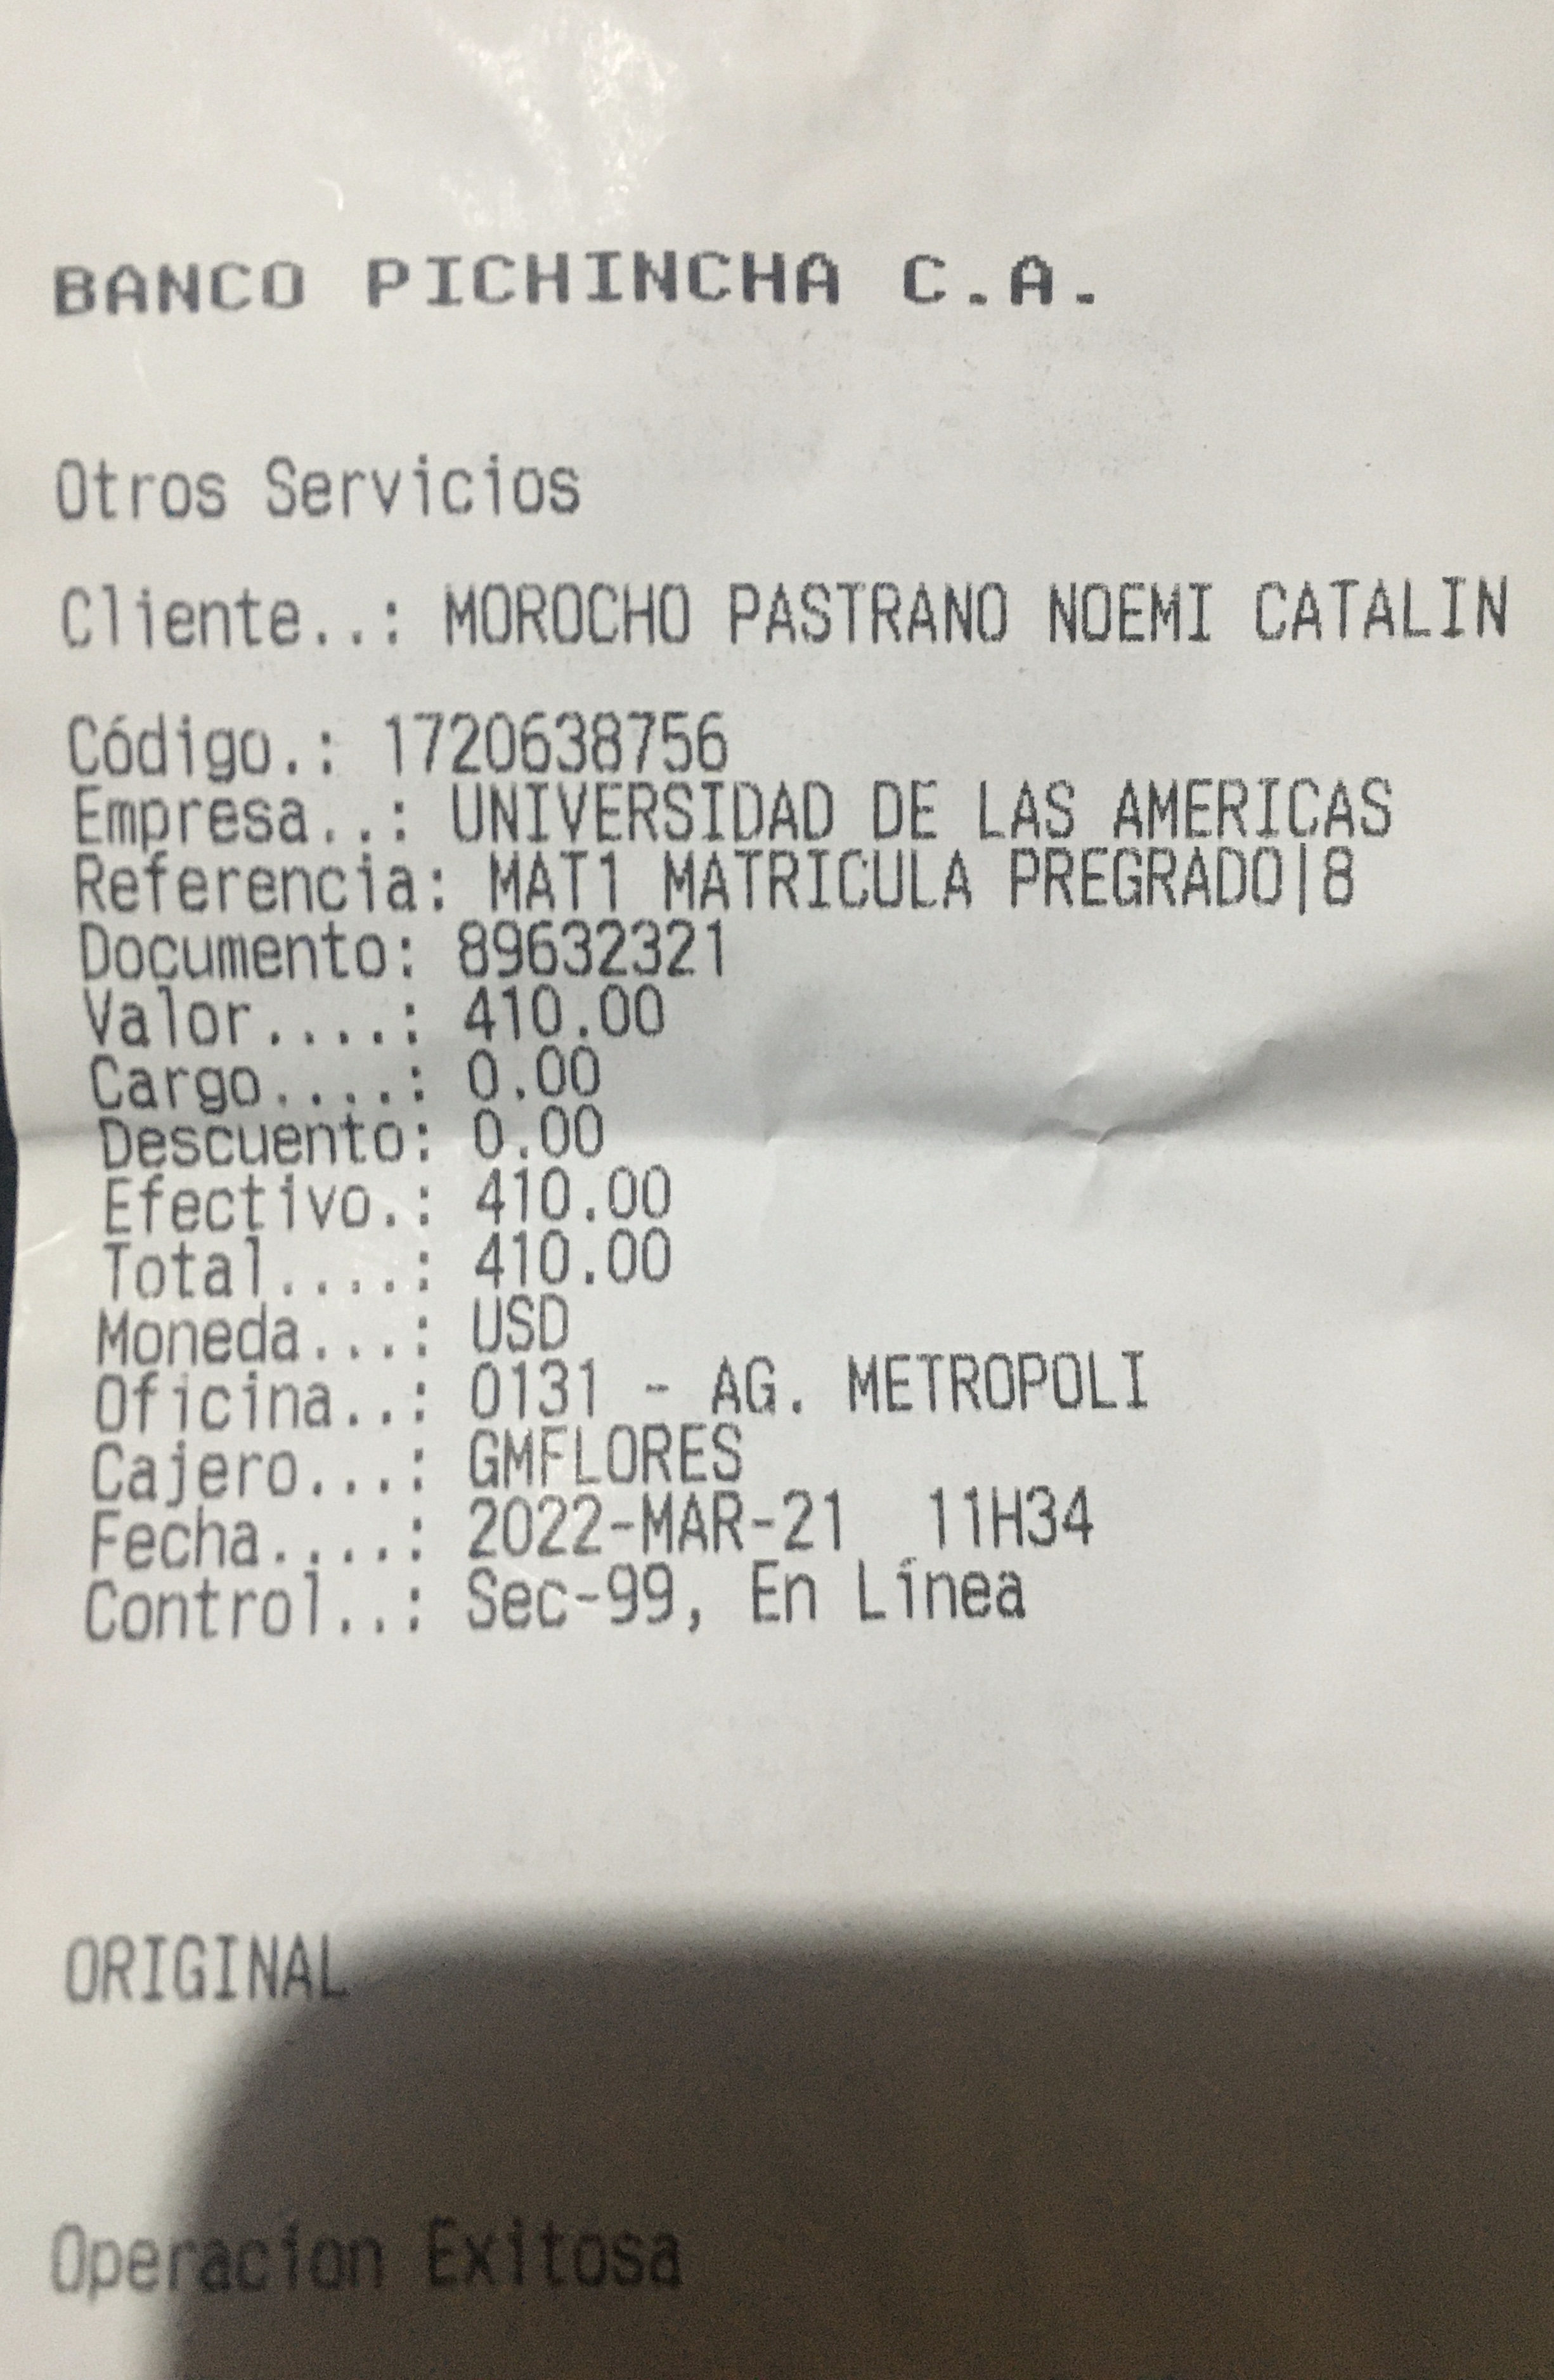 BANCO PICHINCHA C.A.
Otros Servicios
Cliente..: MOROCHO PASTRANO NOEMI CATALIN
Código.: 1720638756
Empresa..: UNIVERSIDAD DE LAS AMERICAS
Referencia: MAT1 MATRICULA PREGRADO|8
Documento: 89632321
Valor....: 410.00
Cargo....: 0.00
Descuento: 0.00
Efectivo.: 410.00
Total....: 410.00
Moneda...: USD
Oficina..: 0131 - AG. METROPOLI
Cajero...: GMFLORES
Fecha....: 2022-MAR-21 11H34
Control..: Sec-99, En Línea
ORIGINAL
Operacion Exitosa